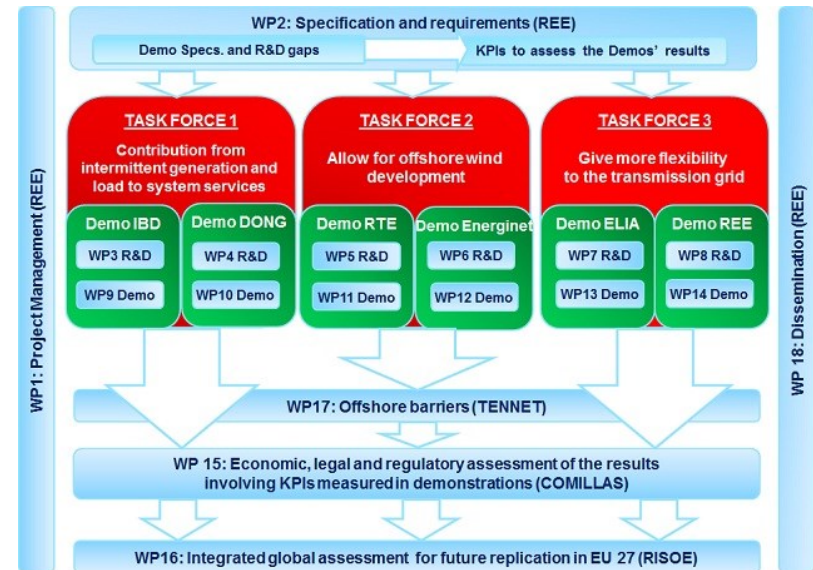 WP2: Specification and requirements (REE)
Demo Specs. and R&D gaps
KPIs to assess the Demos' results
WP1: Project Management (REE)
TASK FORCE 1
Contribution from
intermittent generation and
load to system services
Demo IBD
WP3 R&D
WP9 Demo
Demo DONG
WP4 R&D
WP10 Demo
TASK FORCE 2
Allow for offshore wind
development
Demo RTE
WP5 R&D
WP11 Demo
Demo Energinet
WP6 R&D
WP12 Demo
TASK FORCE 3
Give more flexibility
to the transmission grid
Demo ELIA
WP7 R&D
WP13 Demo
Demo REE
WP8 R&D
WP14 Demo
WP 18: Dissemination (REE)
WP17: Offshore barriers (TENNET)
WP 15: Economic, legal and regulatory assessment of the results
involving KPIs measured in demonstrations (COMILLAS)
WP16: Integrated global assessment for future replication in EU 27 (RISOE)